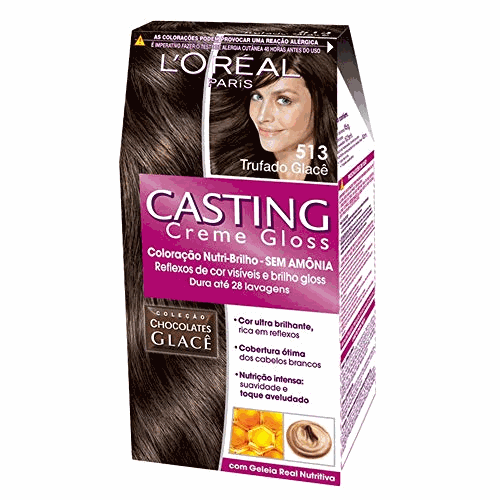 AS COLORAÇÕES PODEM PROVOCAR UMA REAÇÃO ALÉRGICA
É IMPERATIVO FAZER O TESTE DE ALERGIA CUTÂNEA 48 HORAS ANTES DO USO
L'ORÉAL
PARIS
513
Trufado Glacê
CASTING
Creme Gloss
Coloração Nutri-Brilho - SEM AMÔNIA
Reflexos de cor visíveis e brilho gloss
Dura até 28 lavagens
COLEÇÃO
CHOCOLATES
GLACÊ
• Cor ultra brilhante,
rica em reflexos
• Cobertura ótima
dos cabelos brancos
• Nutrição intensa:
suavidade e
toque aveludado
com Geleia Real Nutritiva